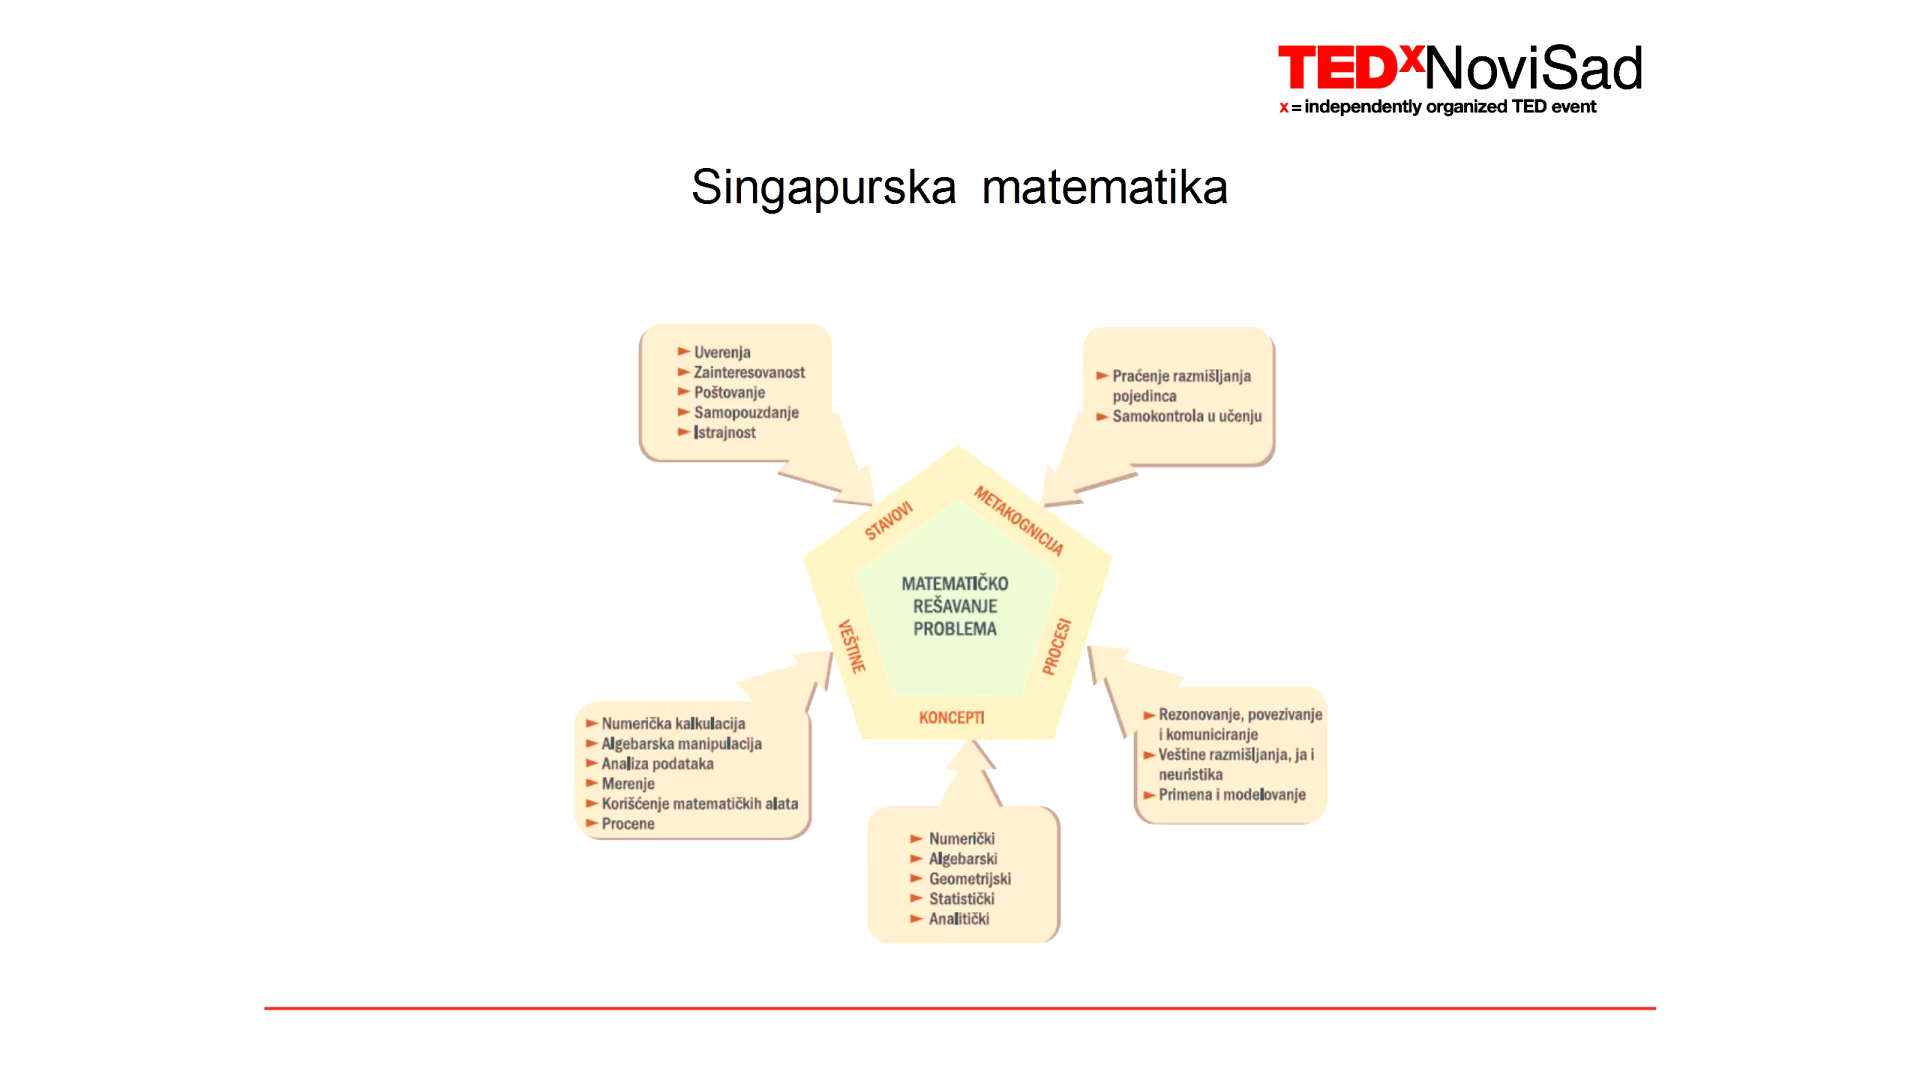 TEDxNoviSad
x = independently organized TED event
Singapurska matematika
Uverenja
Zainteresovanost
Poštovanje
Samopouzdanje
Istrajnost
Praćenje razmišljanja
pojedinca
Samokontrola u učenju
STAVOVI
METAKOGNICIJA
MATEMATIČKO
REŠAVANJE
PROBLEMA
VEŠTINE
PROCESI
KONCEPTI
Numerička kalkulacija
Algebarska manipulacija
Analiza podataka
Merenje
Korišćenje matematičkih alata
Procene
Rezonovanje, povezivanje
i komuniciranje
Veštine razmišljanja, ja i
neuristika
Primena i modelovanje
Numerički
Algebarski
Geometrijski
Statistički
Analitički